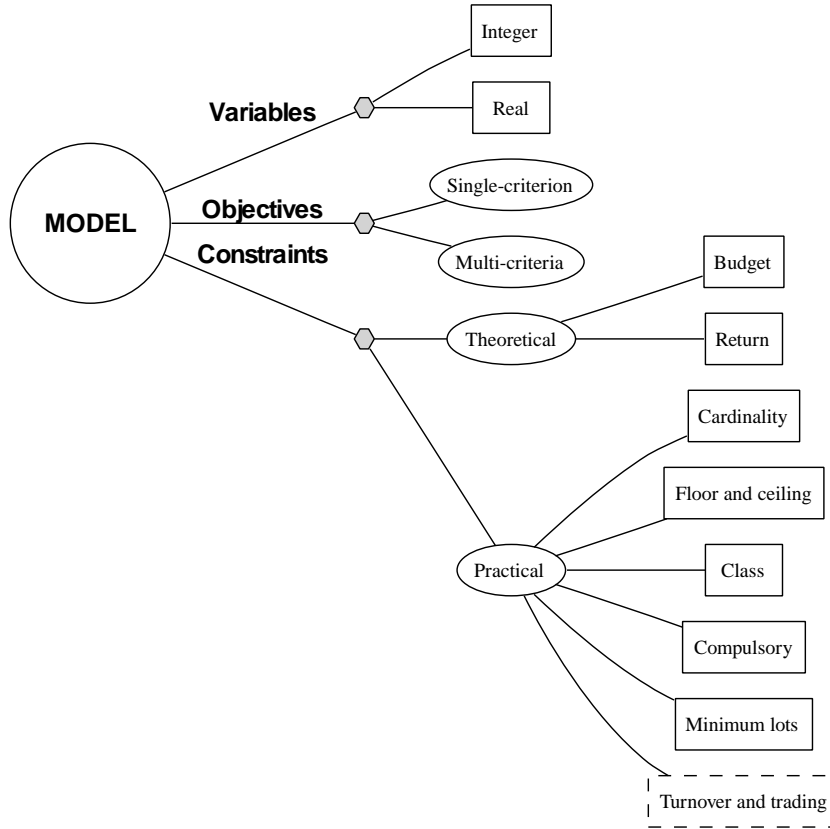 Integer
Real
Variables
Single-criterion
Objectives
MODEL
Multi-criteria
Constraints
Budget
Theoretical
Return
Cardinality
Floor and ceiling
Practical
Class
Compulsory
Minimum lots
Turnover and trading